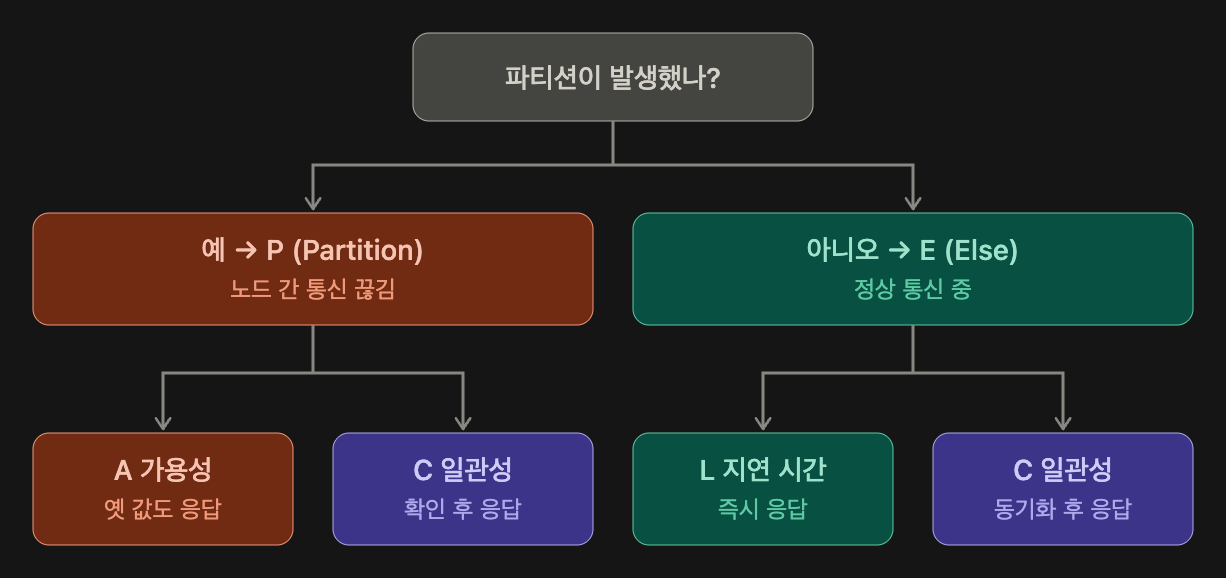 파티션이 발생했나?
예 → P (Partition)
노드 간 통신 끊김
아니오 → E (Else)
정상 통신 중
A 가용성
옛 값도 응답
C 일관성
확인 후 응답
L 지연 시간
즉시 응답
C 일관성
동기화 후 응답